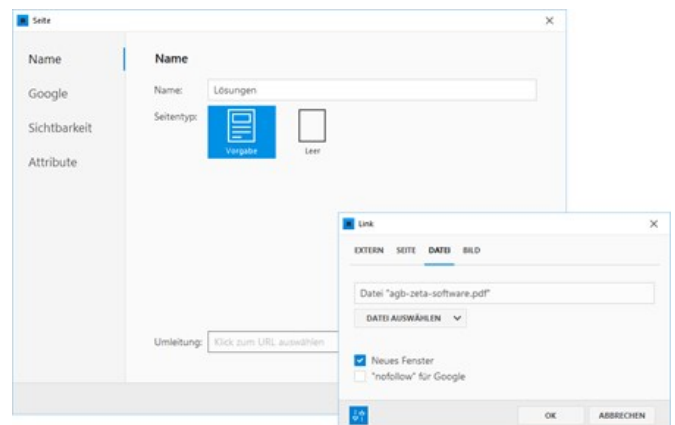 Seite
Name
Google
Sichtbarkeit
Attribute
Name
Name: Lösungen
Seitentyp:
Vorgabe Leer
Umleitung: Klick zum URL auswählen
Link
EXTERN SEITE DATEI BILD
Datei "agb-zeta-software.pdf"
DATEI AUSWÄHLEN
Neues Fenster
"nofollow" für Google
OK ABBRECHEN